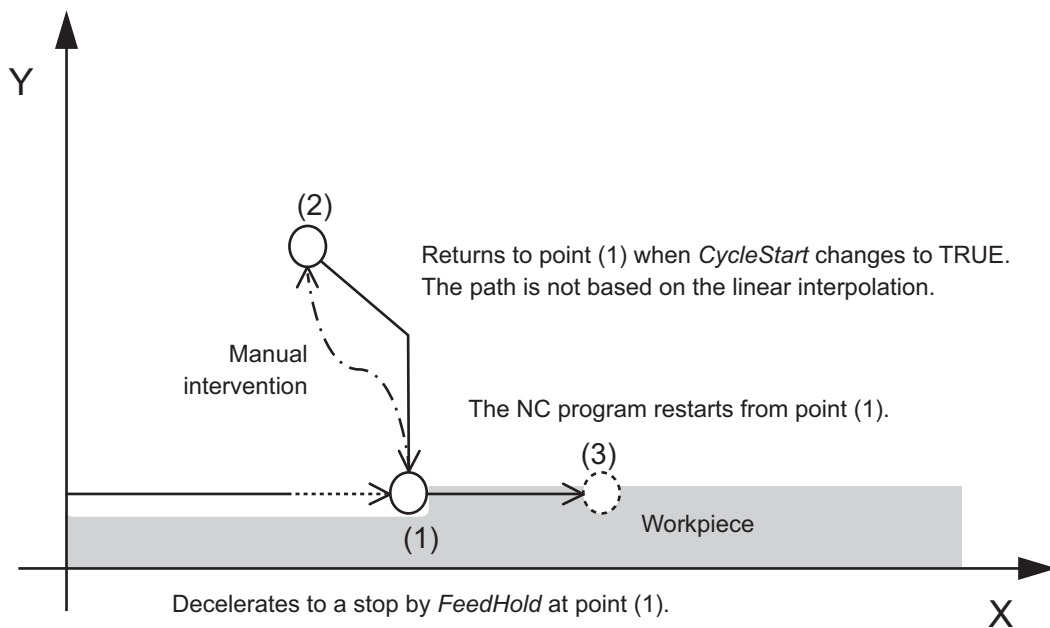 Y
(2)
Returns to point (1) when CycleStart changes to TRUE.
The path is not based on the linear interpolation.
Manual
intervention
The NC program restarts from point (1).
(3)
Workpiece
(1)
Decelerates to a stop by FeedHold at point (1).
X